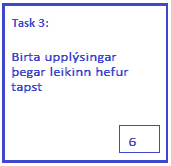 Task 3:
Birta upplýsingar
þegar leikinn hefur
tapst
6